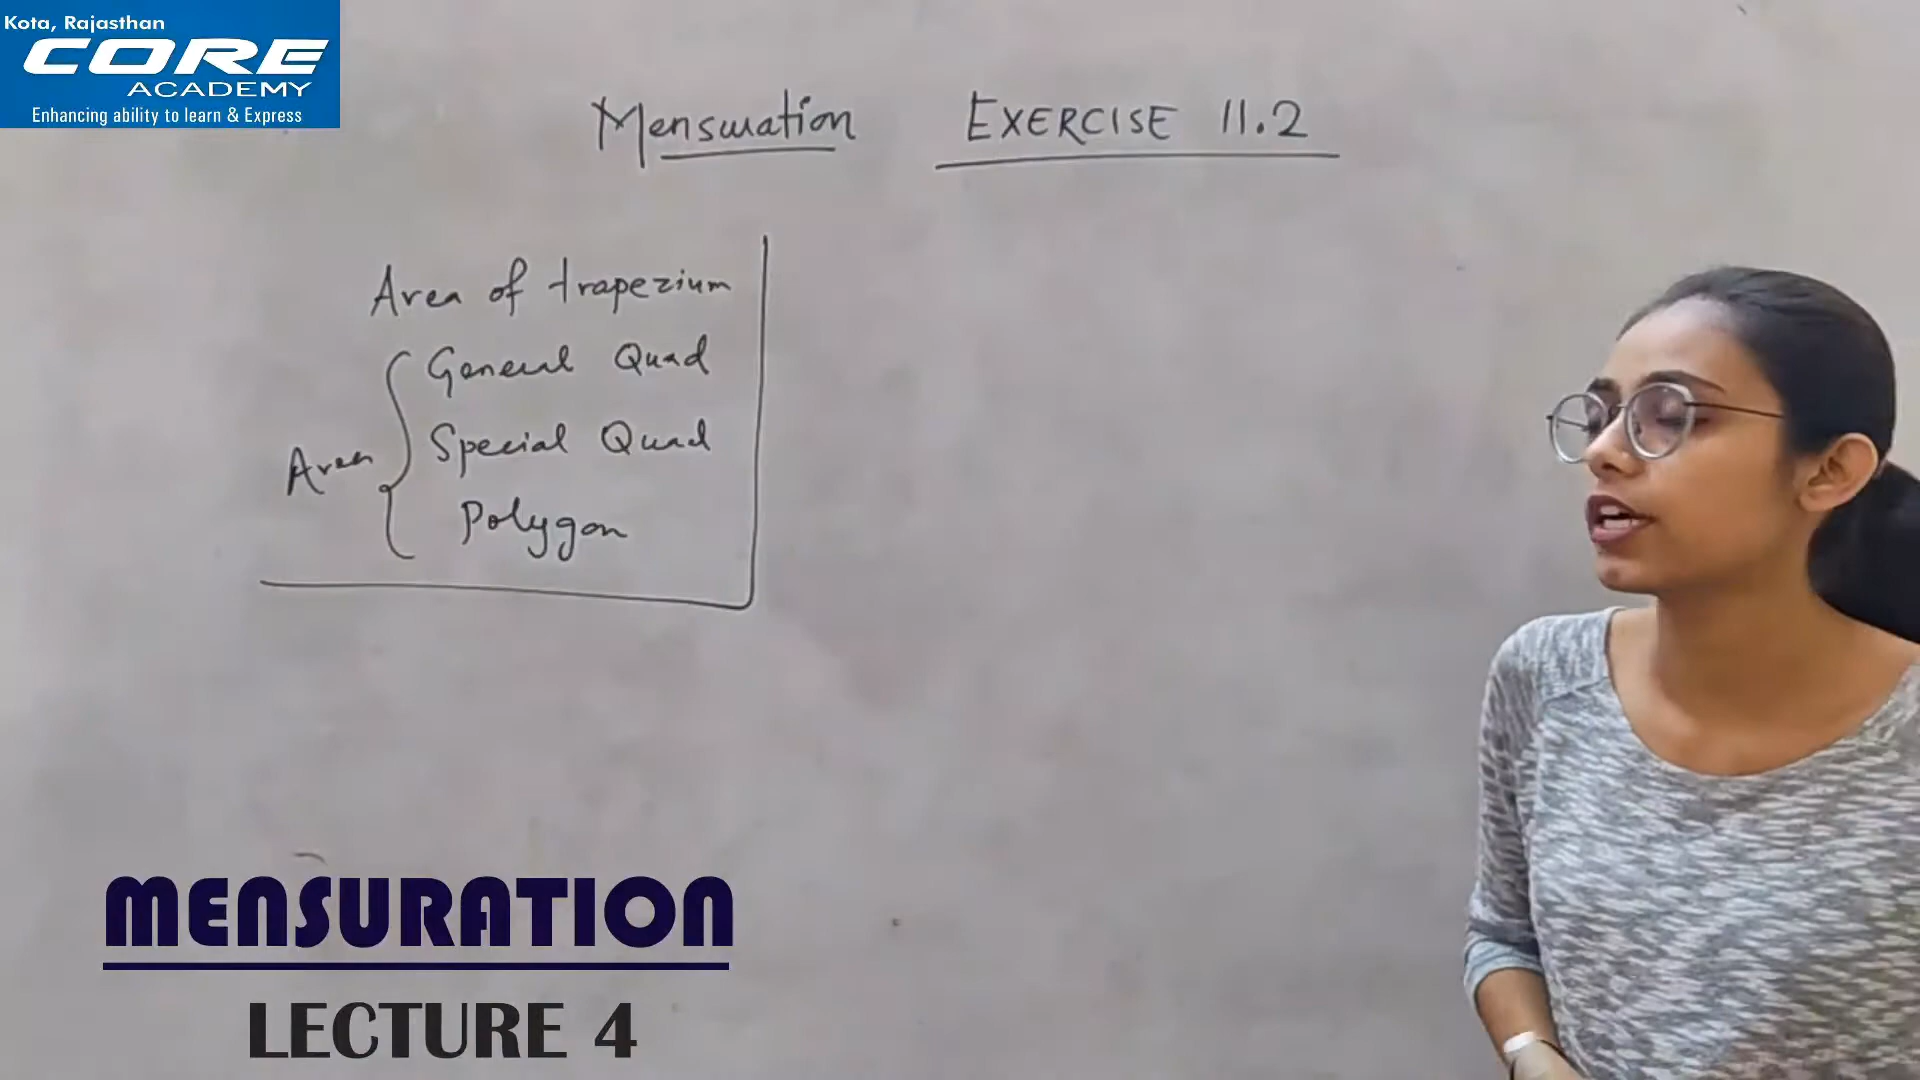 Kota, Rajasthan
CORE
ACADEMY
Enhancing ability to learn & Express
Mensuration EXERCISE 11.2
Area of trapezium
General Quad
Area Special Quad
Polygon
MENSURATION
LECTURE 4